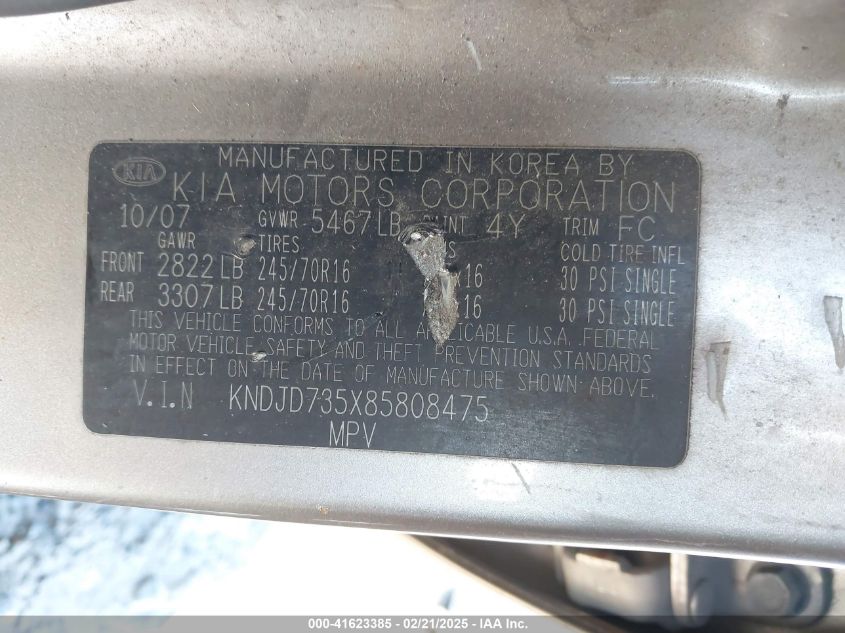 MANUFACTURED IN KOREA BY
KIA KIA MOTORS CORPORATION
10/07 GVWR 5467LB 4Y TRIM FC
GAWR TIRES COLD TIRE INFL
FRONT 2822LB 245/70R16 16 30 PSI SINGLE
REAR 3307LB 245/70R16 16 30 PSI SINGLE
THIS VEHICLE CONFORMS TO ALL APPLICABLE U.S.A. FEDERAL
MOTOR VEHICLE SAFETY AND THEFT PREVENTION STANDARDS
IN EFFECT ON THE DATE OF MANUFACTURE SHOWN ABOVE.
V.I.N KNDJD735X85808475
MPV
000-41623385 - 02/21/2025 - IAA Inc.